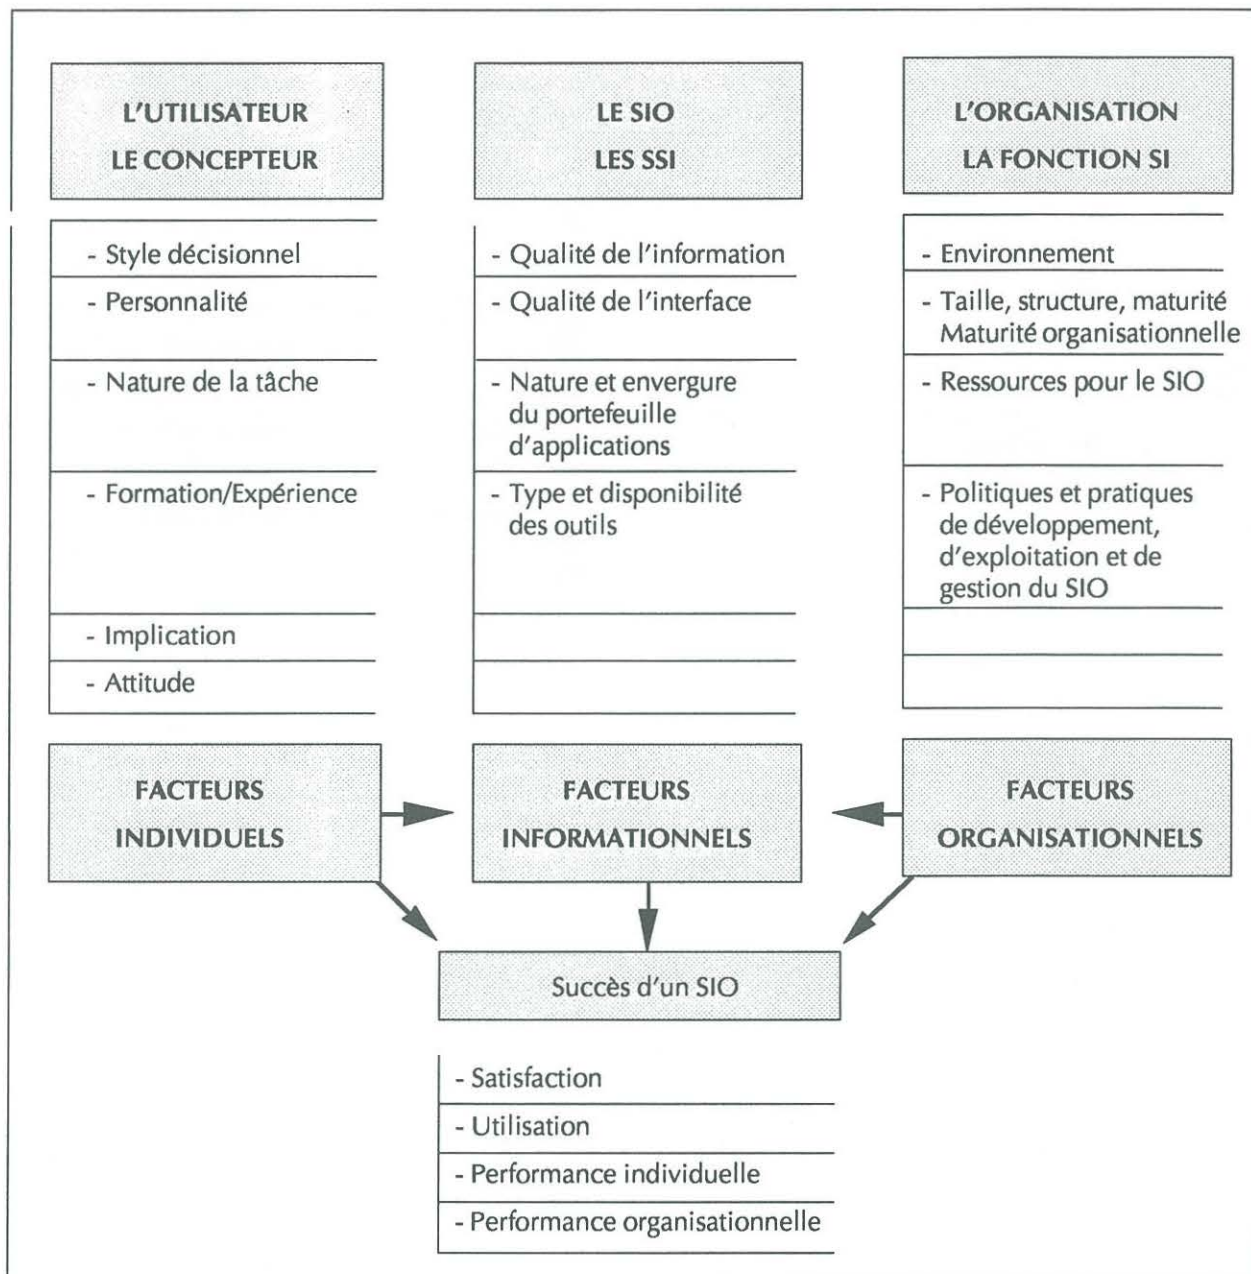 L'UTILISATEUR
LE CONCEPTEUR
- Style décisionnel
- Personnalité
- Nature de la tâche
- Formation/Expérience
- Implication
- Attitude
LE SIO
LES SSI
- Qualité de l'information
- Qualité de l'interface
- Nature et envergure
du portefeuille
d'applications
- Type et disponibilité
des outils
L'ORGANISATION
LA FONCTION SI
- Environnement
- Taille, structure, maturité
Maturité organisationnelle
- Ressources pour le SIO
- Politiques et pratiques
de développement,
d'exploitation et de
gestion du SIO
FACTEURS
INDIVIDUELS
FACTEURS
INFORMATIONNELS
FACTEURS
ORGANISATIONNELS
Succès d'un SIO
- Satisfaction
- Utilisation
- Performance individuelle
- Performance organisationnelle